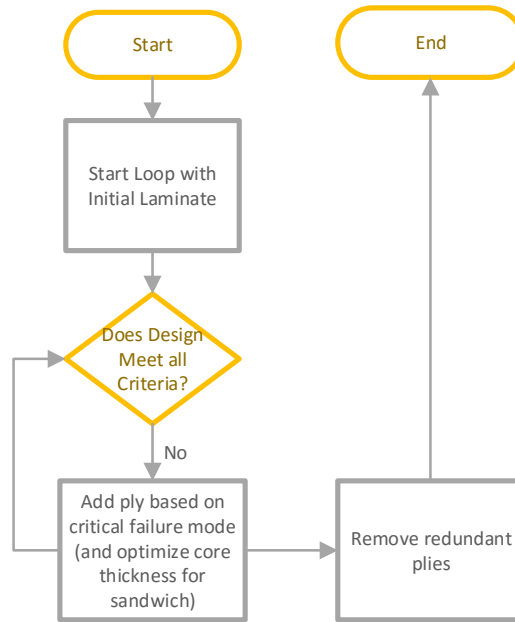 Start
End
Start Loop with
Initial Laminate
Does Design
Meet all
Criteria?
No
Add ply based on
critical failure mode
(and optimize core
thickness for
sandwich)
Remove redundant
plies